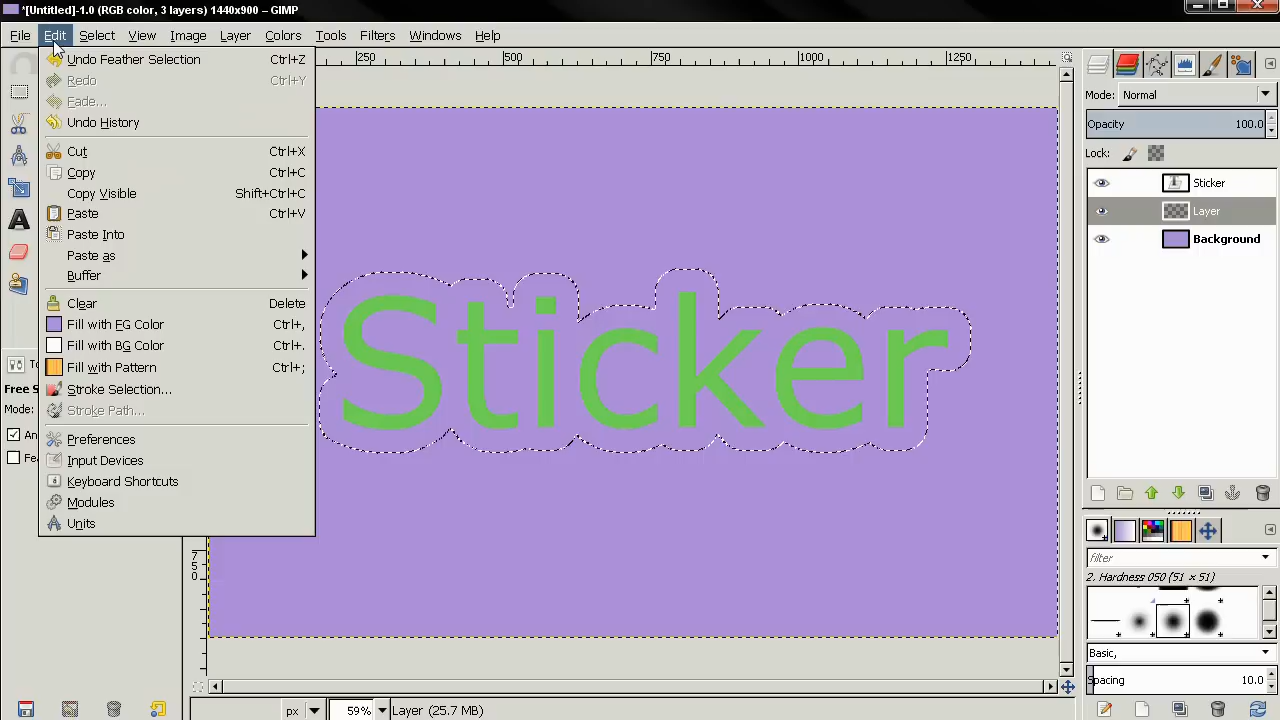 *[Untitled]-1.0 (RGB color, 3 layers) 1440x900 – GIMP
File Edit Select View Image Layer Colors Tools Filters Windows Help
Undo Feather Selection Ctrl+Z
Redo Ctrl+Y
Fade...
Undo History
Cut Ctrl+X
Copy Ctrl+C
Copy Visible Shift+Ctrl+C
Paste Ctrl+V
Paste Into
Paste as
Buffer
Clear Delete
Fill with FG Color Ctrl+,
Fill with BG Color Ctrl+.
Fill with Pattern Ctrl+;
Stroke Selection...
Stroke Path...
Preferences
Input Devices
Keyboard Shortcuts
Modules
Units
Free S
Mode:
250 500 750 1000 1250
750
Sticker
px 59% Layer (25.7 MB)
Mode: Normal
Opacity 100.0
Lock:
Sticker
Layer
Background
filter
2. Hardness 050 (51 × 51)
Basic,
Spacing 10.0